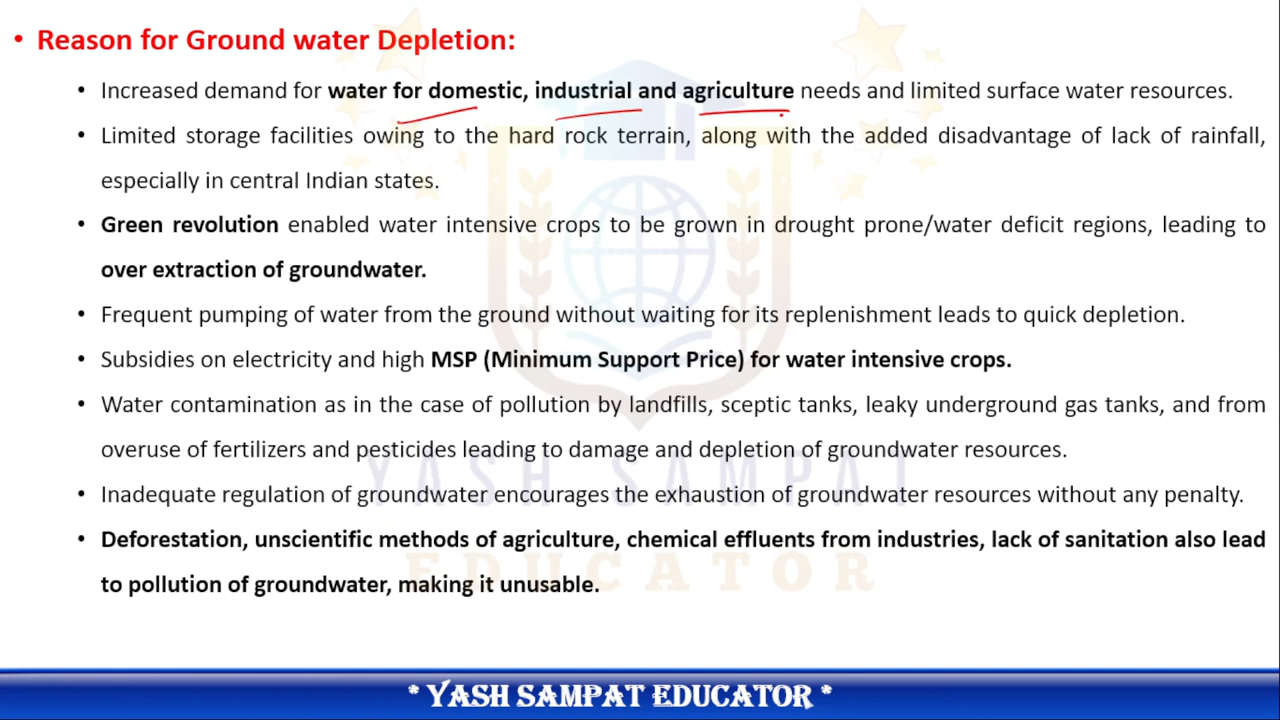 • Reason for Ground water Depletion:
• Increased demand for water for domestic, industrial and agriculture needs and limited surface water resources.
• Limited storage facilities owing to the hard rock terrain, along with the added disadvantage of lack of rainfall,
especially in central Indian states.
• Green revolution enabled water intensive crops to be grown in drought prone/water deficit regions, leading to
over extraction of groundwater.
• Frequent pumping of water from the ground without waiting for its replenishment leads to quick depletion.
• Subsidies on electricity and high MSP (Minimum Support Price) for water intensive crops.
• Water contamination as in the case of pollution by landfills, sceptic tanks, leaky underground gas tanks, and from
overuse of fertilizers and pesticides leading to damage and depletion of groundwater resources.
YASH SAMPAT
• Inadequate regulation of groundwater encourages the exhaustion of groundwater resources without any penalty.
• Deforestation, unscientific methods of agriculture, chemical effluents from industries, lack of sanitation also lead
EDUCATOR
to pollution of groundwater, making it unusable.
* YASH SAMPAT EDUCATOR *